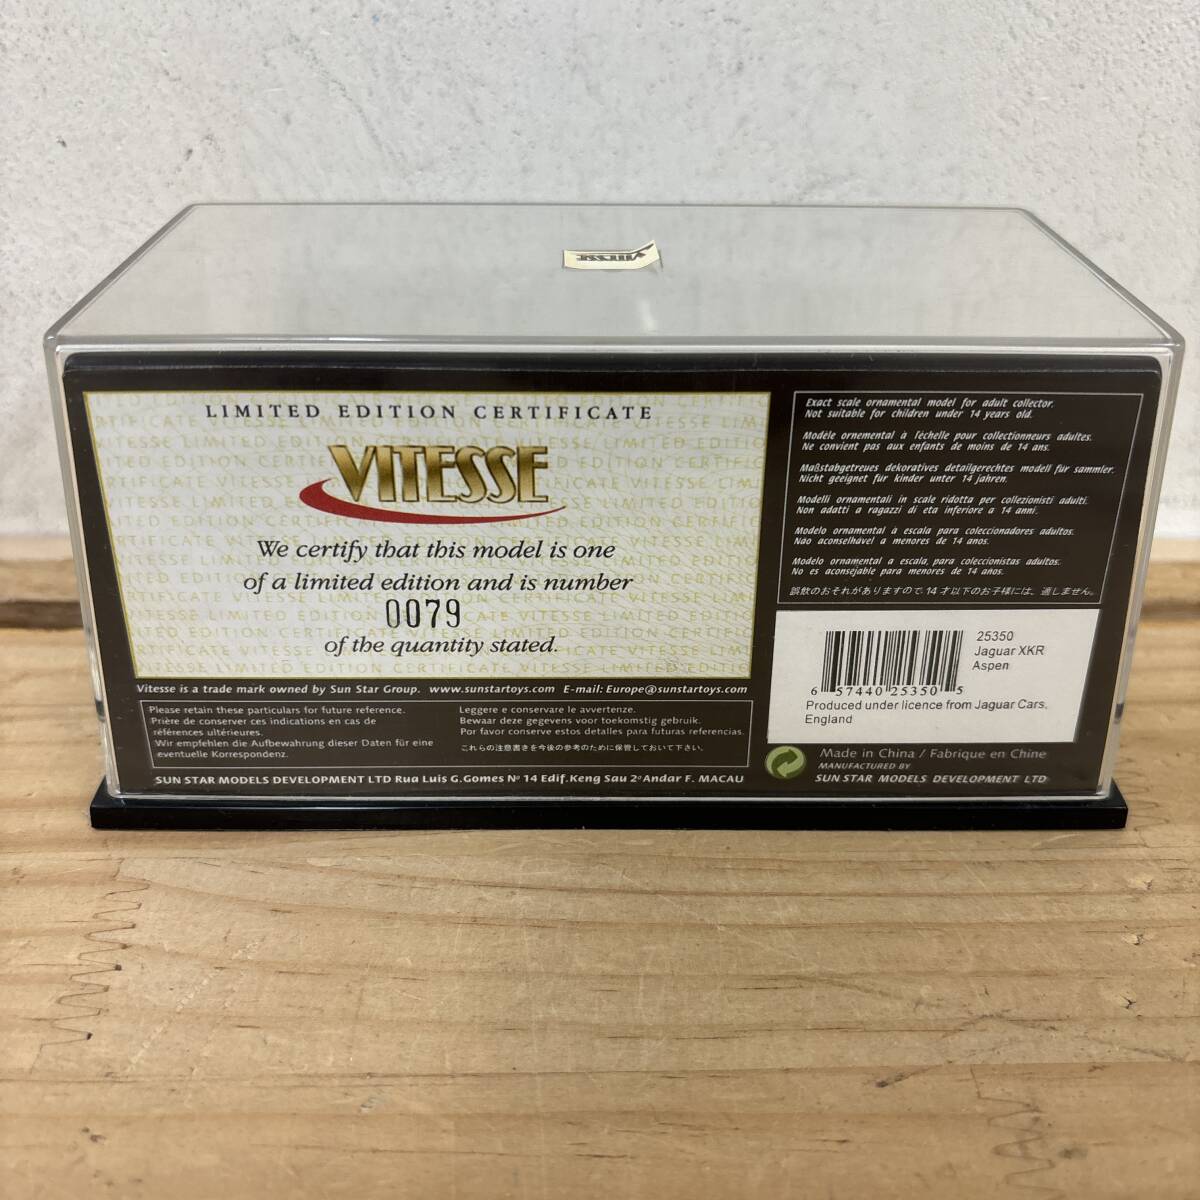 VITESSE
LIMITED EDITION CERTIFICATE
VITESSE
We certify that this model is one
of a limited edition and is number
0079
of the quantity stated.
Vitesse is a trade mark owned by Sun Star Group. www.sunstartoys.com E-mail: Europe@sunstartoys.com
Please retain these particulars for future reference.
Prière de conserver ces indications en cas de
références ultérieures.
Wir empfehlen die Aufbewahrung dieser Daten für eine
eventuelle Korrespondenz.
Leggere e conservare le avvertenze.
Bewaar deze gegevens voor toekomstig gebruik.
Por favor conserve estos detalles para futuras referencias.
これらの注意書きを今後の参考のために保管しておいて下さい。
SUN STAR MODELS DEVELOPMENT LTD Rua Luis G.Gomes Nº 14 Edif.Keng Sau 2º Andar F. MACAU
Exact scale ornamental model for adult collector.
Not suitable for children under 14 years old.
Modéle ornemental à l'échelle pour collectionneurs adultes.
Ne convient pas aux enfants de moins de 14 ans.
Maßstabgetreues dekoratives detailgerechtes modell für sammler.
Nicht geeignet für kinder unter 14 jahren.
Modelli ornamentali in scale ridotta per collezionisti adulti.
Non adatti a ragazzi di eta inferiore a 14 anni.
Modelo ornamental à escala para coleccionadores adultos.
Nao aconselhável a menores de 14 anos.
Modelo ornamental a escala, para coleccionistas adultos.
No es aconsejable para menores de 14 anos.
誤飲のおそれがありますので、14才以下のお子様には、適しません。
25350
Jaguar XKR
Aspen
6 57440 25350 5
Produced under licence from Jaguar Cars,
England
Made in China / Fabrique en Chine
MANUFACTURED BY
SUN STAR MODELS DEVELOPMENT LTD